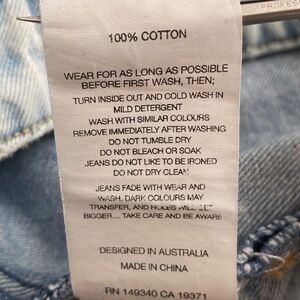 PROFES
100% COTTON
WEAR FOR AS LONG AS POSSIBLE
BEFORE FIRST WASH, THEN;
TURN INSIDE OUT AND COLD WASH IN
MILD DETERGENT
WASH WITH SIMILAR COLOURS
REMOVE IMMEDIATELY AFTER WASHING
DO NOT TUMBLE DRY
DO NOT BLEACH OR SOAK
JEANS DO NOT LIKE TO BE IRONED
DO NOT DRY CLEAN
JEANS FADE WITH WEAR AND
WASH. DARK COLOURS MAY
TRANSFER, AND HOLES WILL GET
BIGGER.... TAKE CARE AND BE AWARE
DESIGNED IN AUSTRALIA
MADE IN CHINA
RN 149340 CA 19371